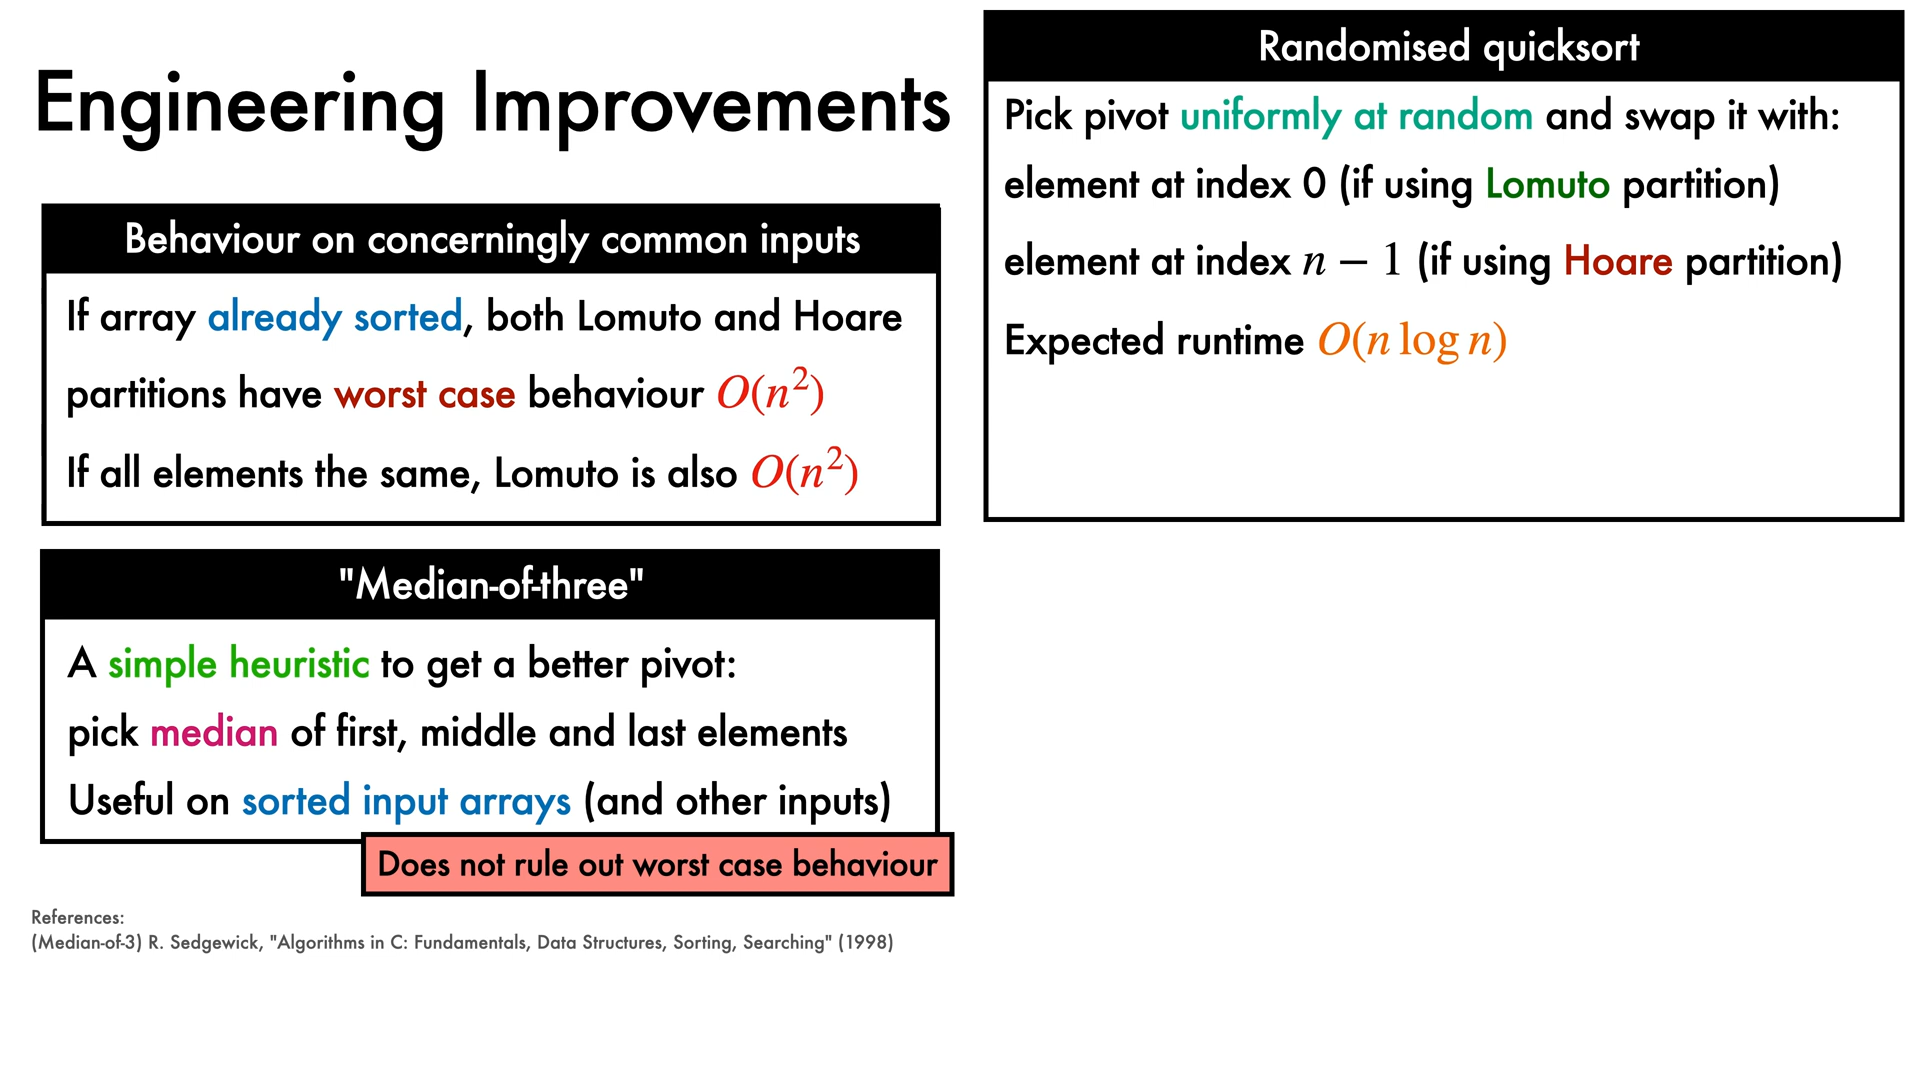 Engineering Improvements
Behaviour on concerningly common inputs
If array already sorted, both Lomuto and Hoare
partitions have worst case behaviour O(n²)
If all elements the same, Lomuto is also O(n²)
"Median-of-three"
A simple heuristic to get a better pivot:
pick median of first, middle and last elements
Useful on sorted input arrays (and other inputs)
Does not rule out worst case behaviour
References:
(Median-of-3) R. Sedgewick, "Algorithms in C: Fundamentals, Data Structures, Sorting, Searching" (1998)
Randomised quicksort
Pick pivot uniformly at random and swap it with:
element at index 0 (if using Lomuto partition)
element at index n − 1 (if using Hoare partition)
Expected runtime O(n log n)